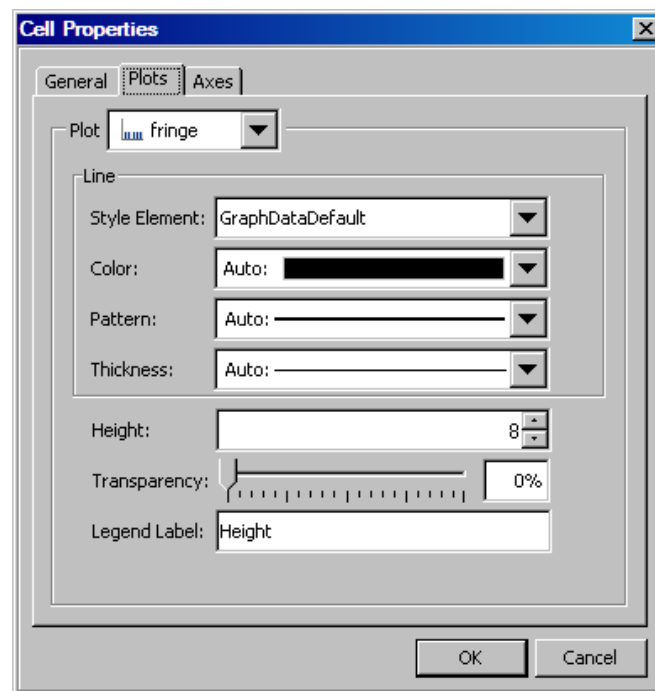 Cell Properties
General Plots Axes
Plot fringe
Line
Style Element: GraphDataDefault
Color: Auto:
Pattern: Auto:
Thickness: Auto:
Height: 8
Transparency: 0%
Legend Label: Height
OK Cancel